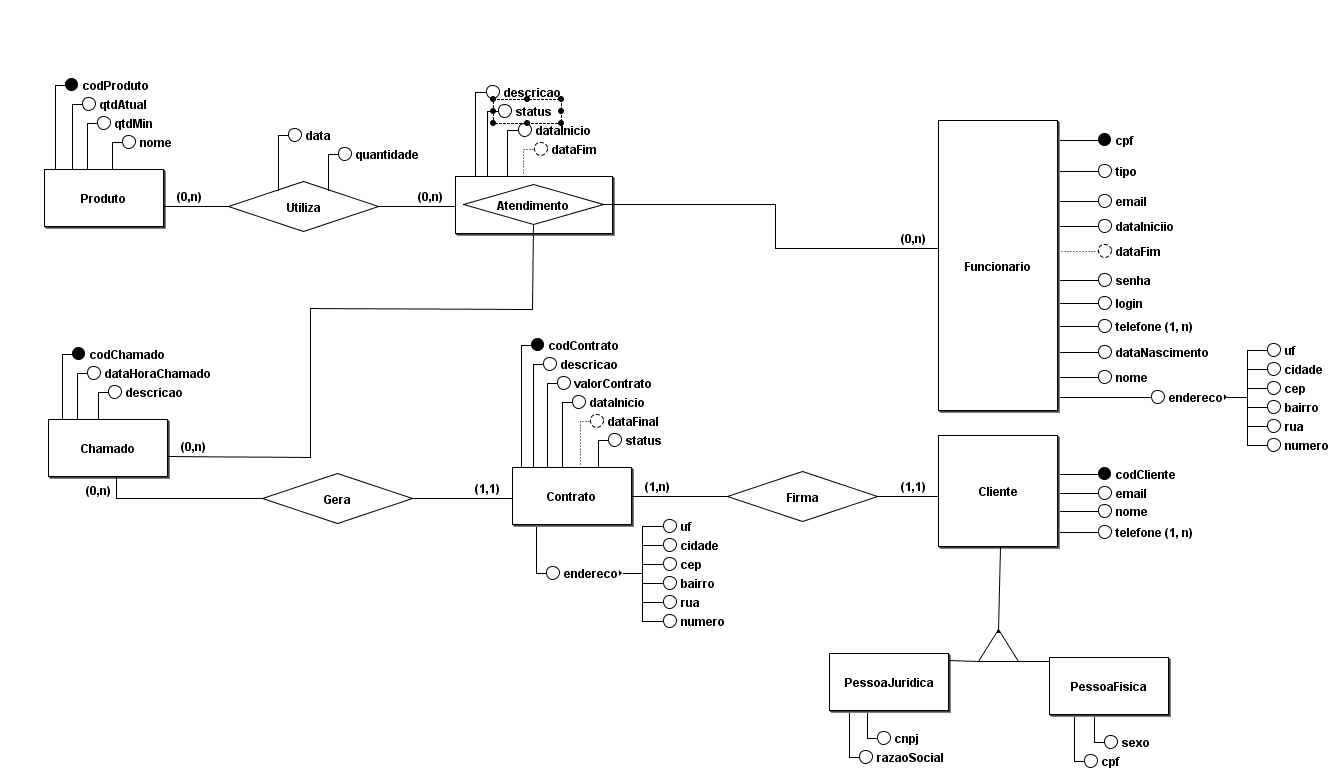 codProduto
qtdAtual
qtdMin
nome
Produto
(0,n)
data
quantidade
Utiliza
(0,n)
descricao
status
dataInicio
dataFim
Atendimento
(0,n)
Funcionario
cpf
tipo
email
dataIniciio
dataFim
senha
login
telefone (1, n)
dataNascimento
nome
endereco
uf
cidade
cep
bairro
rua
numero
codChamado
dataHoraChamado
descricao
Chamado
(0,n)
(0,n)
Gera
(1,1)
codContrato
descricao
valorContrato
dataInicio
dataFinal
status
Contrato
(1,n)
Firma
(1,1)
endereco
uf
cidade
cep
bairro
rua
numero
Cliente
codCliente
email
nome
telefone (1, n)
PessoaJuridica
cnpj
razaoSocial
PessoaFisica
sexo
cpf